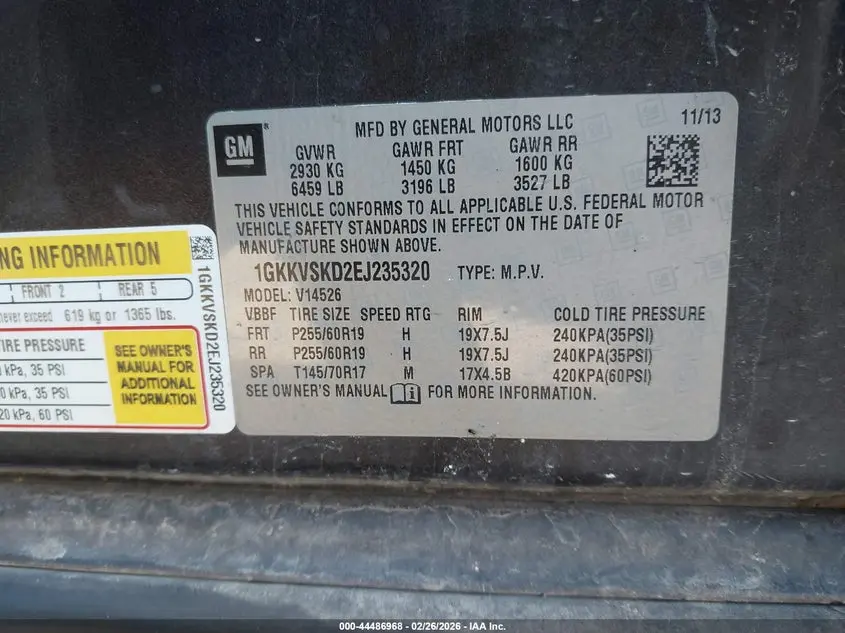 GM
MFD BY GENERAL MOTORS LLC
11/13
GVWR GAWR FRT GAWR RR
2930 KG 1450 KG 1600 KG
6459 LB 3196 LB 3527 LB
THIS VEHICLE CONFORMS TO ALL APPLICABLE U.S. FEDERAL MOTOR
VEHICLE SAFETY STANDARDS IN EFFECT ON THE DATE OF
MANUFACTURE SHOWN ABOVE.
1GKKVSKD2EJ235320 TYPE: M.P.V.
MODEL: V14526
VBBF TIRE SIZE SPEED RTG RIM COLD TIRE PRESSURE
FRT P255/60R19 H 19X7.5J 240KPA(35PSI)
RR P255/60R19 H 19X7.5J 240KPA(35PSI)
SPA T145/70R17 M 17X4.5B 420KPA(60PSI)
SEE OWNER'S MANUAL FOR MORE INFORMATION.
INFORMATION
FRONT 2 REAR 5
exceed 619 kg or 1365 lbs.
PRESSURE
kPa, 35 PSI
kPa, 35 PSI
kPa, 60 PSI
SEE OWNER'S
MANUAL FOR
ADDITIONAL
INFORMATION
1GKKVSKD2EJ235320
000-44486968 - 02/26/2026 - IAA Inc.